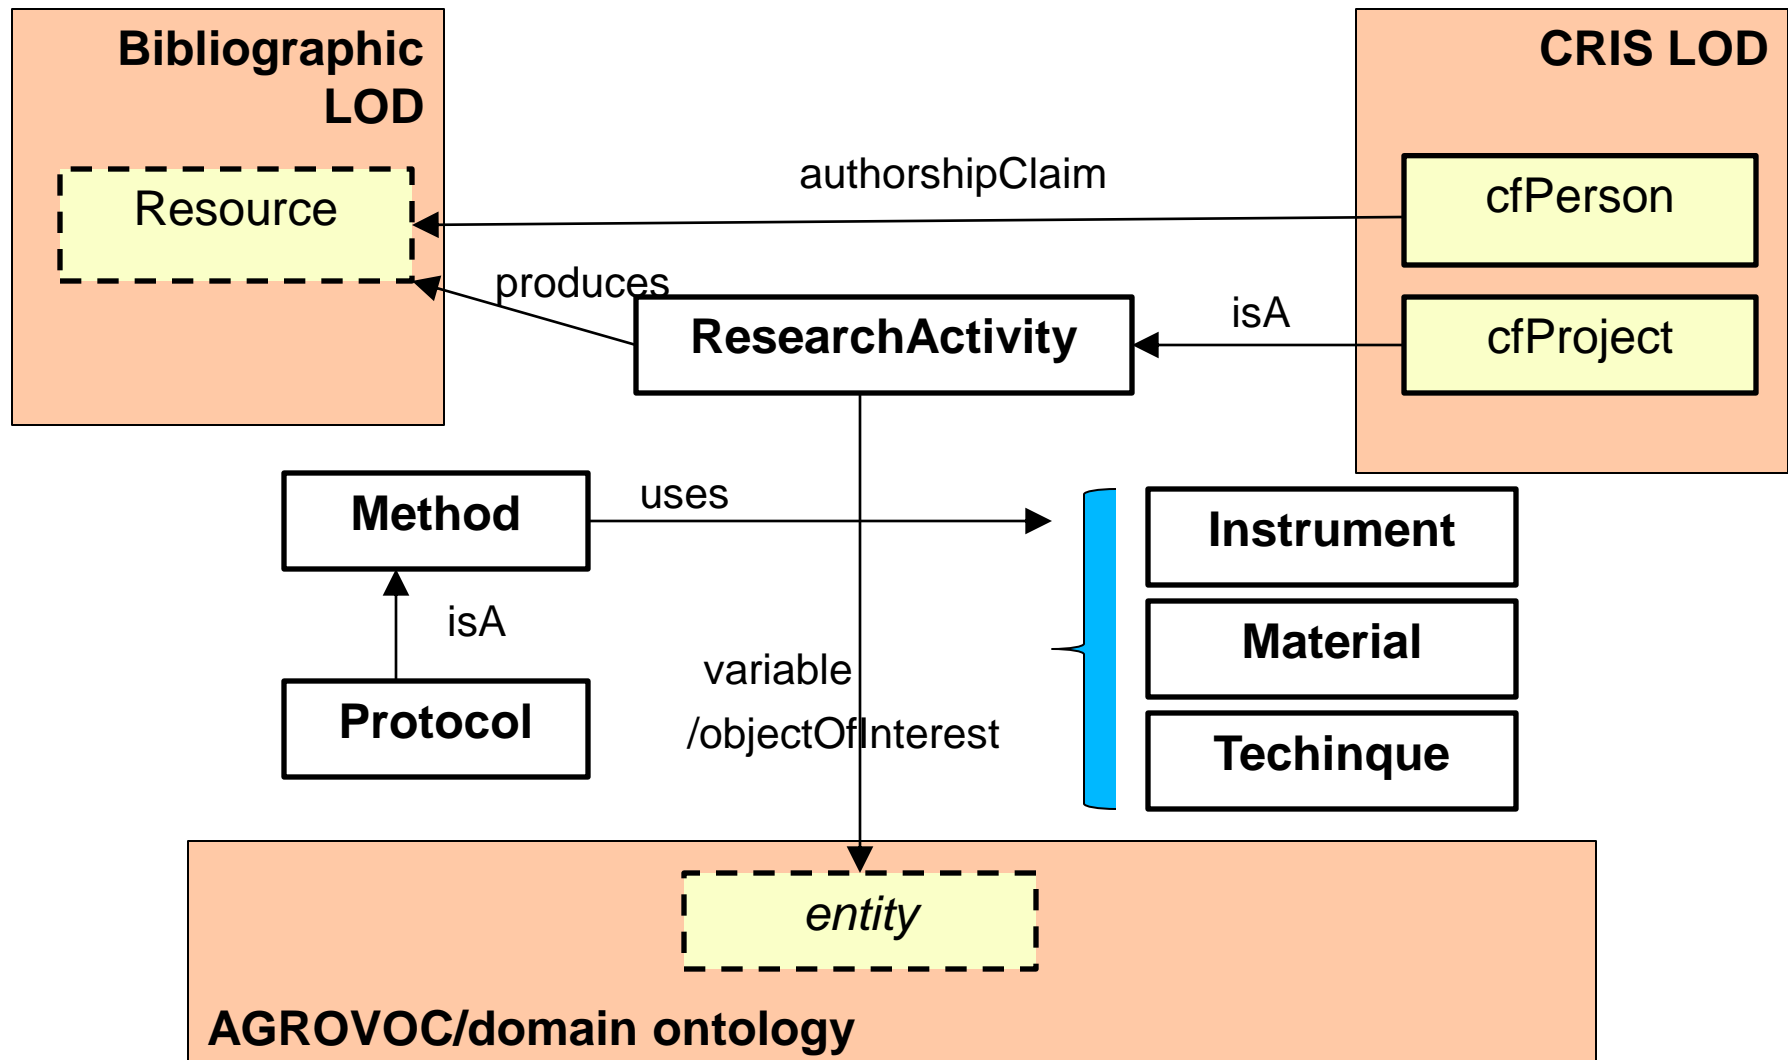 Bibliographic
LOD
CRIS LOD
authorshipClaim
Resource
cfPerson
produces
ResearchActivity
isA
cfProject
Method
uses
Instrument
isA
Material
variable
/objectOfInterest
Protocol
Techinque
entity
AGROVOC/domain ontology